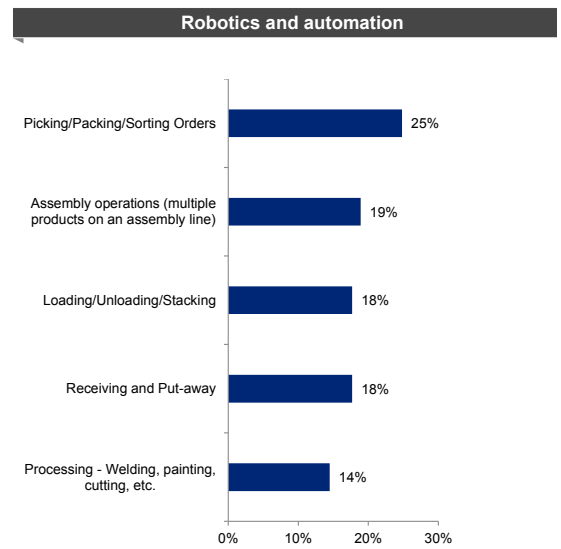 Robotics and automation
Picking/Packing/Sorting Orders
25%
Assembly operations (multiple
products on an assembly line)
19%
Loading/Unloading/Stacking
18%
Receiving and Put-away
18%
Processing - Welding, painting,
cutting, etc.
14%
0%
10%
20%
30%